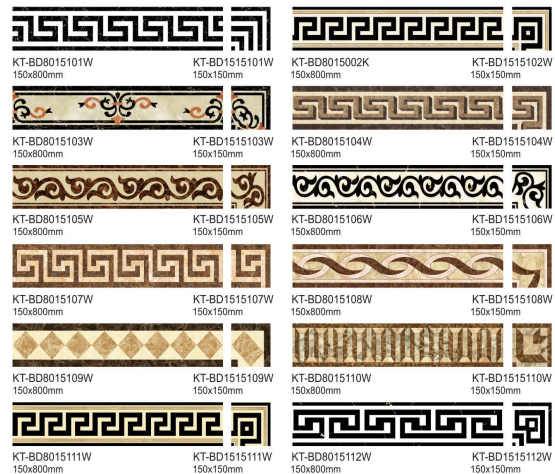 KT-BD8015101W KT-BD1515101W KT-BD8015002K KT-BD1515102W
150x800mm 150x150mm 150x800mm 150x150mm
KT-BD8015103W KT-BD1515103W KT-BD8015104W KT-BD1515104W
150x800mm 150x150mm 150x800mm 150x150mm
KT-BD8015105W KT-BD1515105W KT-BD8015106W KT-BD1515106W
150x800mm 150x150mm 150x800mm 150x150mm
KT-BD8015107W KT-BD1515107W KT-BD8015108W KT-BD1515108W
150x800mm 150x150mm 150x800mm 150x150mm
KT-BD8015109W KT-BD1515109W KT-BD8015110W KT-BD1515110W
150x800mm 150x150mm 150x800mm 150x150mm
KT-BD8015111W KT-BD1515111W KT-BD8015112W KT-BD1515112W
150x800mm 150x150mm 150x800mm 150x150mm